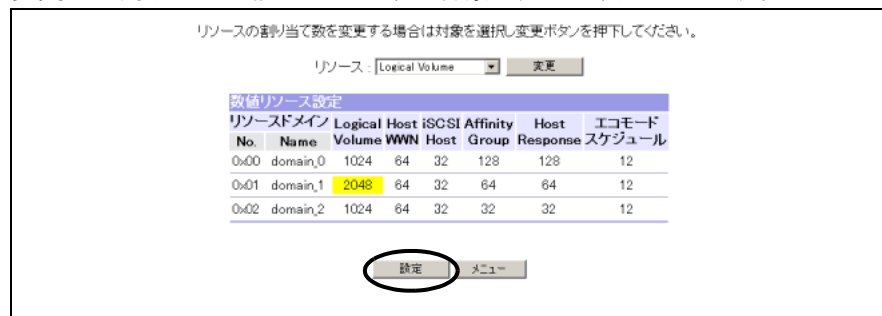 リソースの割り当て数を変更する場合は対象を選択し変更ボタンを押下してください。
リソース : Logical Volume 変更
数値リソース設定
リソースドメイン Logical Volume Host WWN iSCSI Host Affinity Group Host Response エコモードスケジュール
No. Name
0x00 domain_0 1024 64 32 128 128 12
0x01 domain_1 2048 64 32 64 64 12
0x02 domain_2 1024 64 32 32 32 12
設定 メニュー